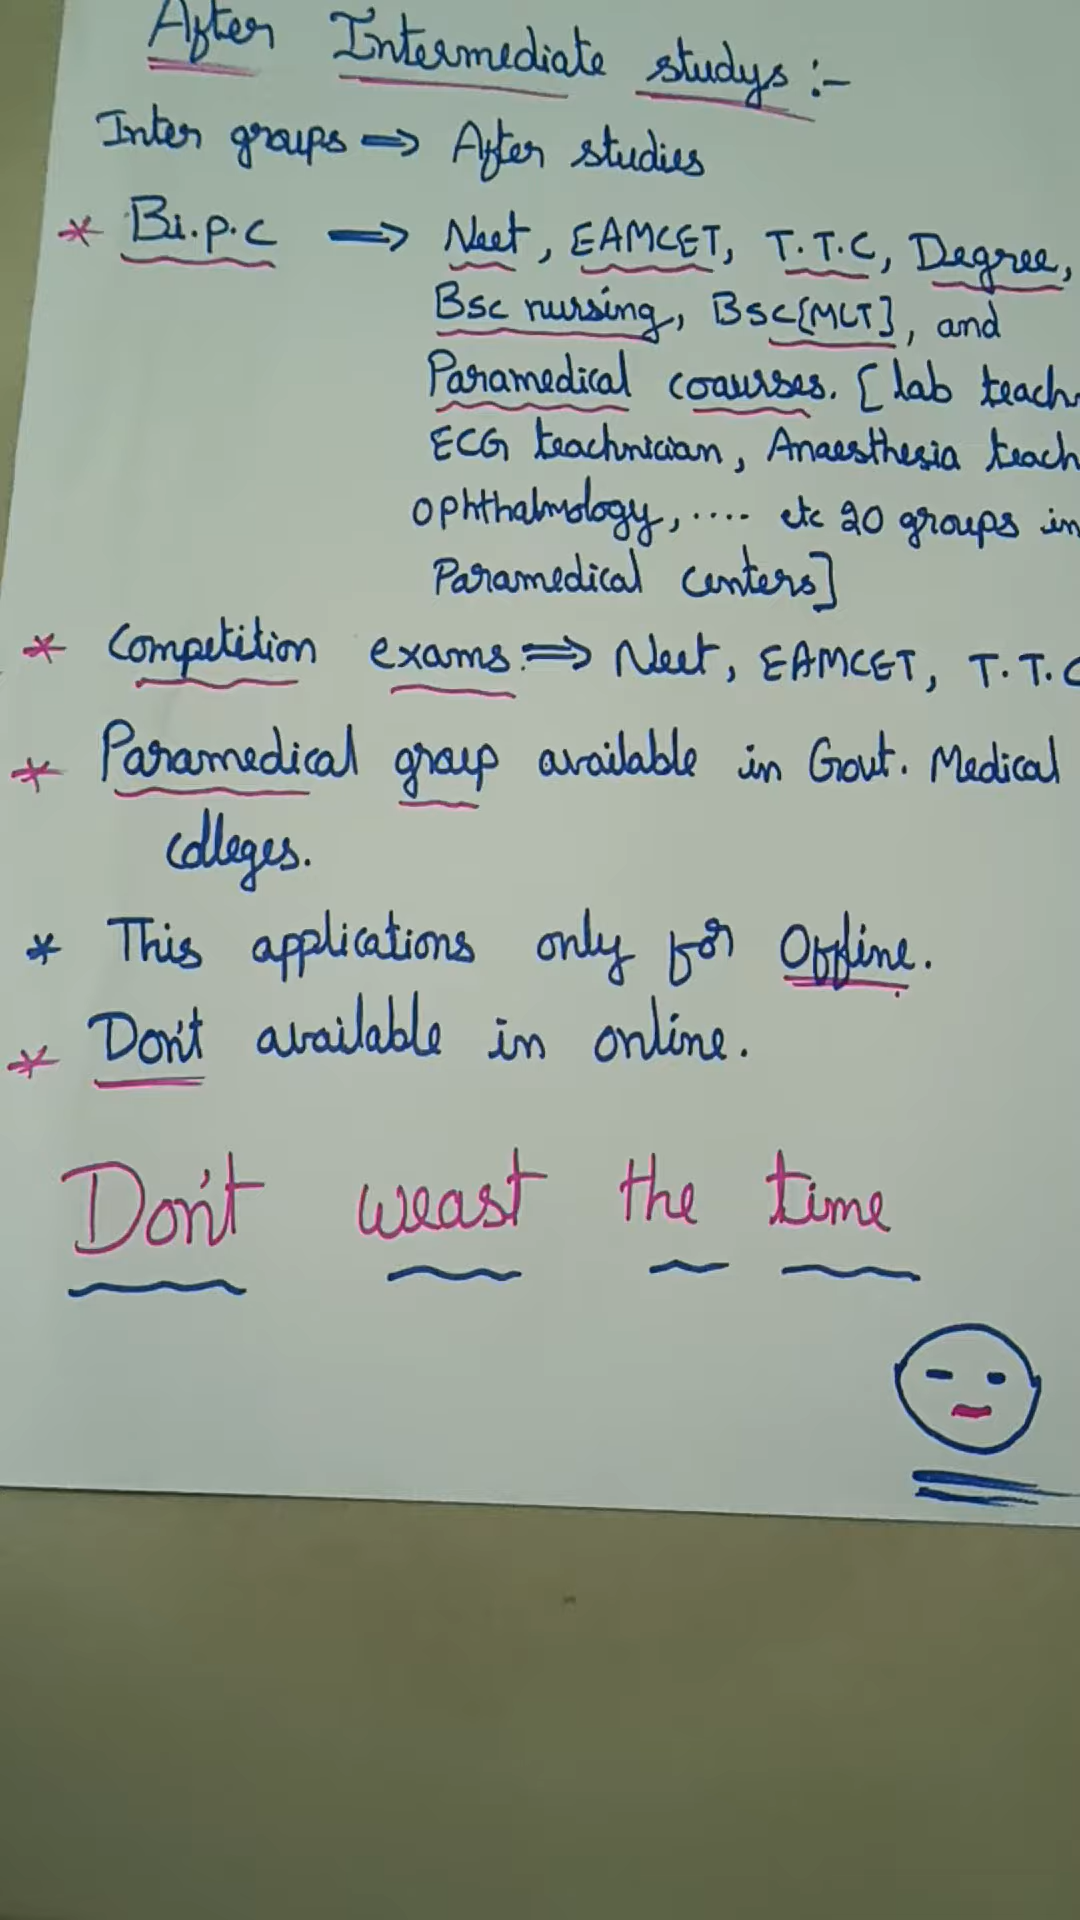 After Intermediate studys :-
Inter groups ⇒ After studies
* Bi.p.c ⇒ Neet, EAMCET, T.T.C, Degree,
Bsc nursing, Bsc[MLT], and
Paramedical coaurses. [lab teach
ECG teachnician, Anaesthesia teach
ophthalmology, .... etc 20 groups in
Paramedical centers]
* Competition exams ⇒ Neet, EAMCET, T.T.C
* Paramedical group available in Govt. Medical
colleges.
* This applications only for Offline.
* Don't available in online.
Don't weast the time